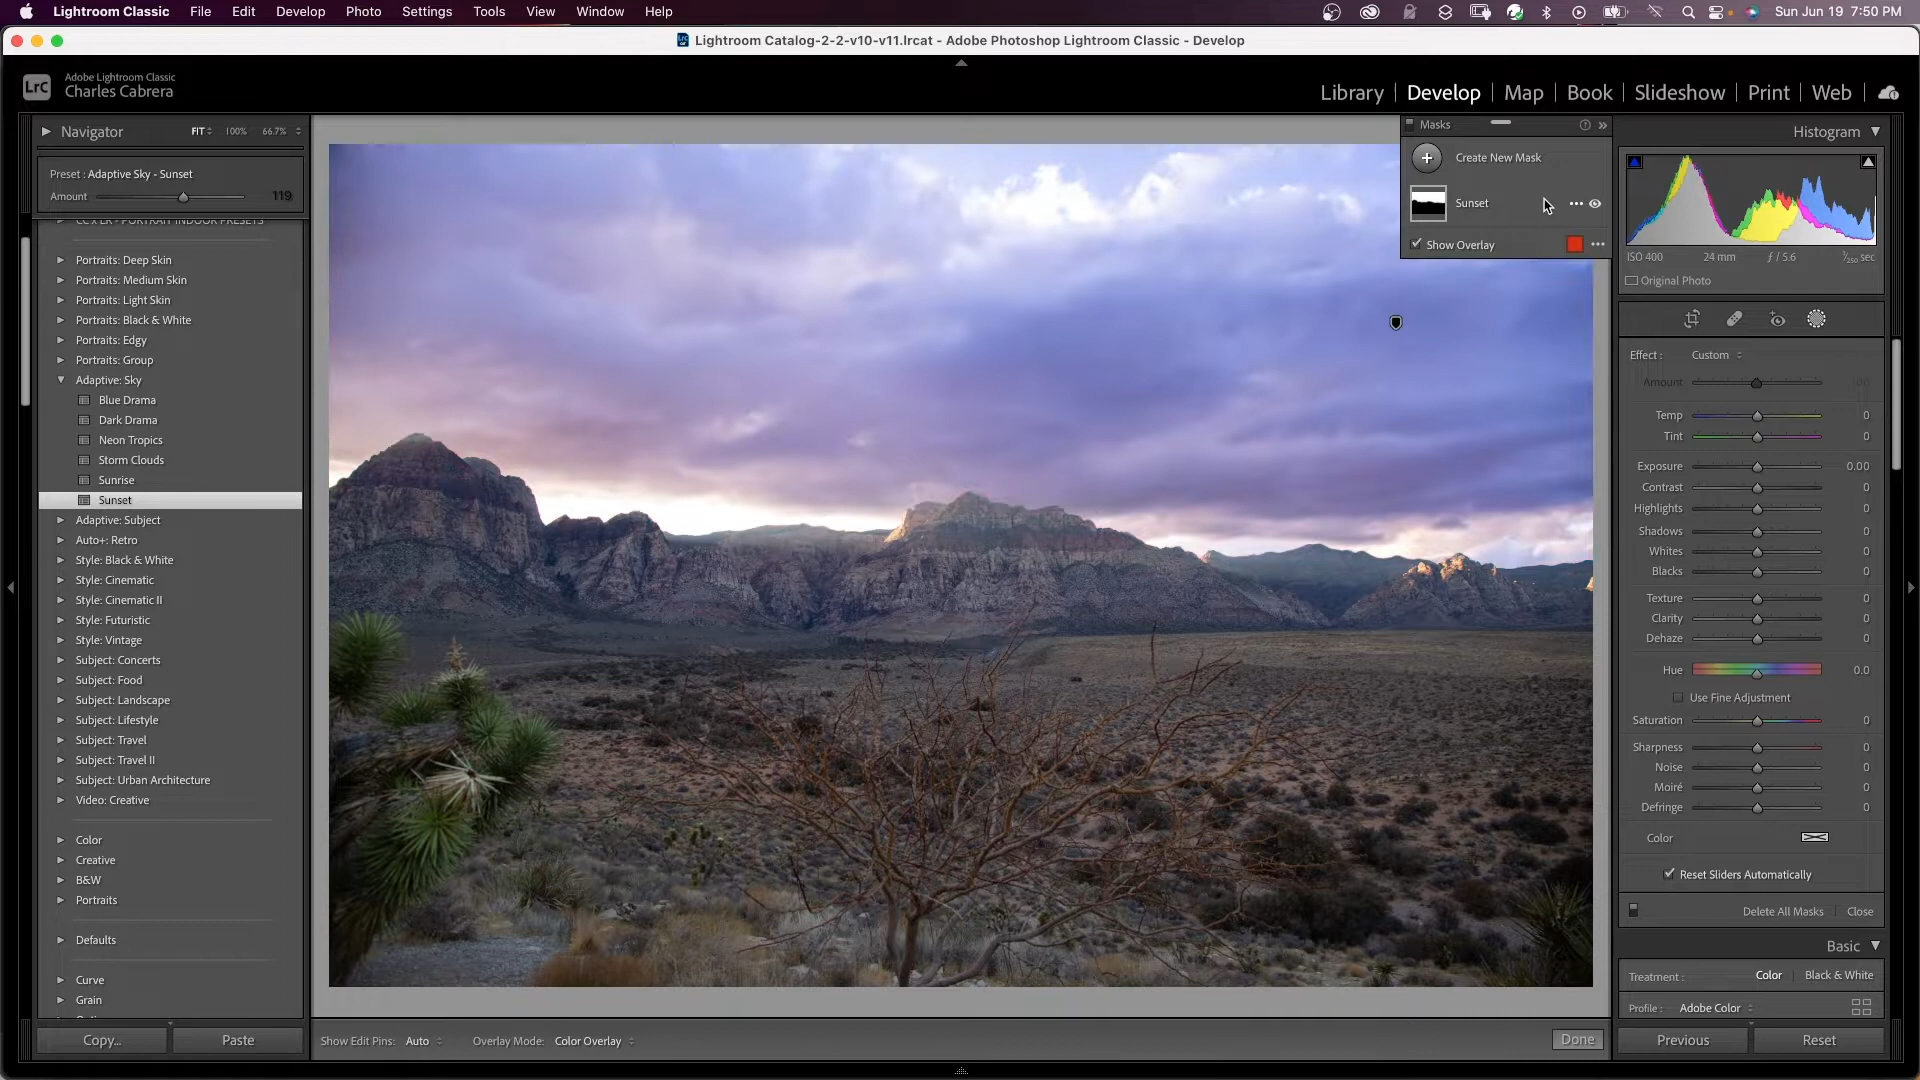 Lightroom Classic File Edit Develop Photo Settings Tools View Window Help Sun Jun 19 7:50 PM
Lightroom Catalog-2-2-v10-v11.lrcat - Adobe Photoshop Lightroom Classic - Develop
LrC
Adobe Lightroom Classic
Charles Cabrera
Library | Develop | Map | Book | Slideshow | Print | Web |
Navigator FIT 100% 66.7%
Preset : Adaptive Sky - Sunset
Amount 119
Portraits: Deep Skin
Portraits: Medium Skin
Portraits: Light Skin
Portraits: Black & White
Portraits: Edgy
Portraits: Group
Adaptive: Sky
Blue Drama
Dark Drama
Neon Tropics
Storm Clouds
Sunrise
Sunset
Adaptive: Subject
Auto+: Retro
Style: Black & White
Style: Cinematic
Style: Cinematic II
Style: Futuristic
Style: Vintage
Subject: Concerts
Subject: Food
Subject: Landscape
Subject: Lifestyle
Subject: Travel
Subject: Travel II
Subject: Urban Architecture
Video: Creative
Color
Creative
B&W
Portraits
Defaults
Curve
Grain
Copy... Paste
Masks
Create New Mask
Sunset
Show Overlay
Show Edit Pins: Auto Overlay Mode: Color Overlay Done
Histogram
ISO 400 24 mm ƒ / 5.6 1/250 sec
Original Photo
Effect : Custom
Amount
Temp 0
Tint 0
Exposure 0.00
Contrast 0
Highlights 0
Shadows 0
Whites 0
Blacks 0
Texture 0
Clarity 0
Dehaze 0
Hue 0.0
Use Fine Adjustment
Saturation 0
Sharpness 0
Noise 0
Moiré 0
Defringe 0
Color
Reset Sliders Automatically
Delete All Masks Close
Basic
Treatment : Color Black & White
Profile : Adobe Color
Previous Reset